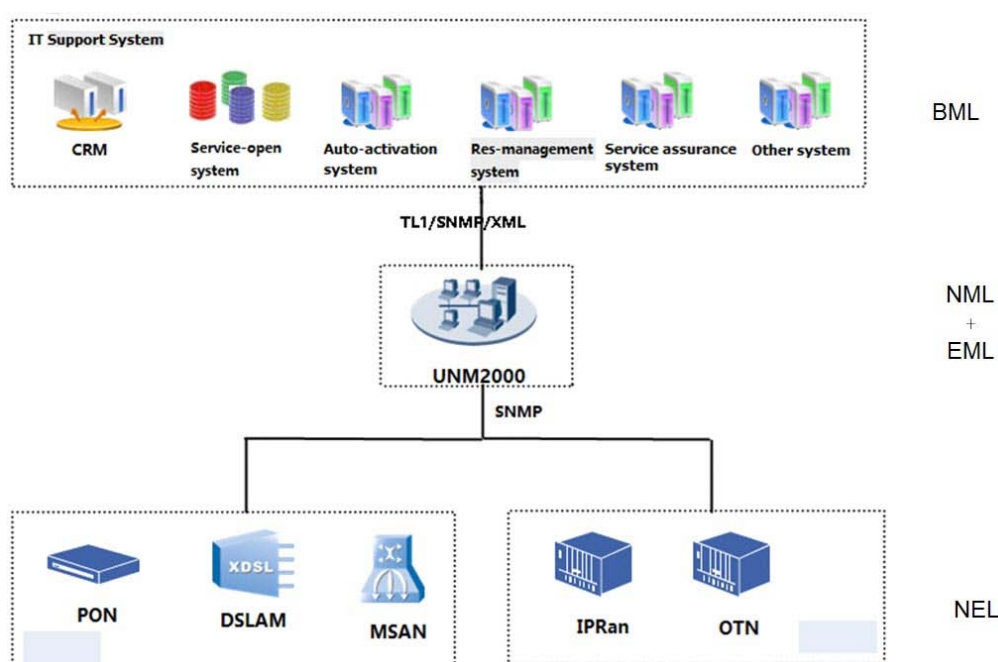 IT Support System
BML
CRM
Service-open
system
Auto-activation
system
Res-management
system
Service assurance
system
Other system
TL1/SNMP/XML
NML
+
EML
UNM2000
SNMP
XDSL
PON
DSLAM
MSAN
IPRan
OTN
NEL